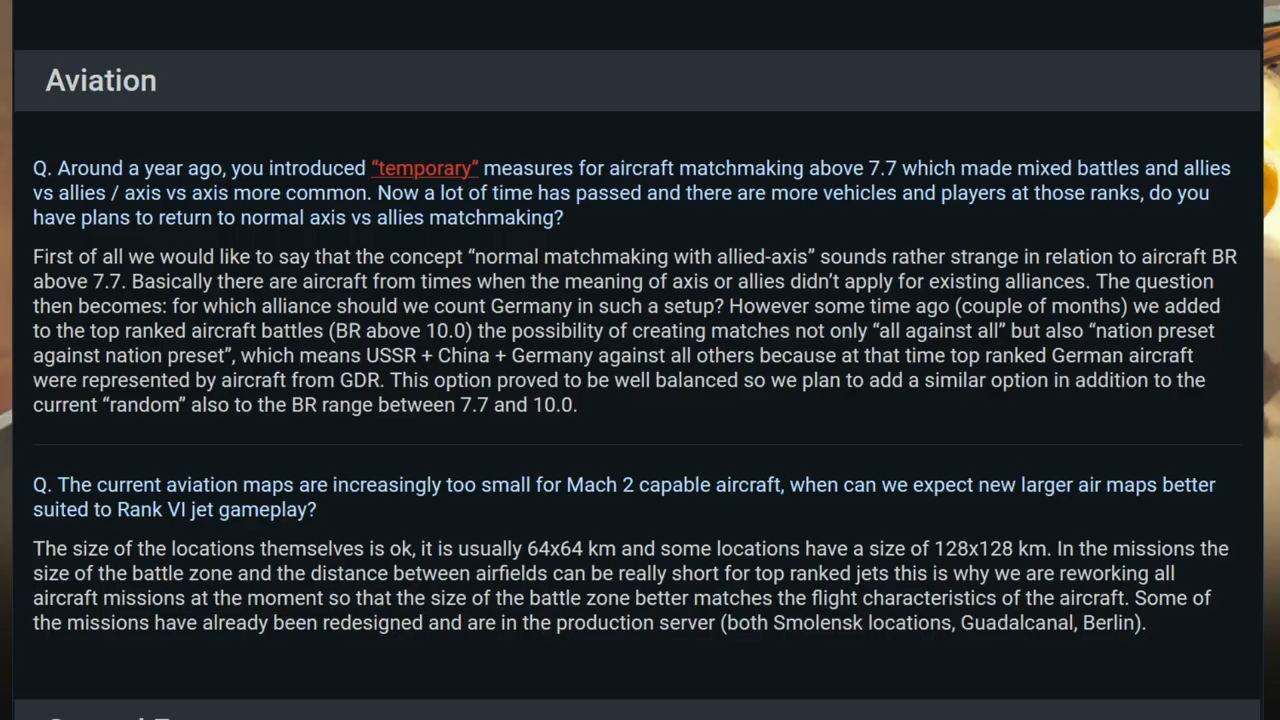 Aviation
Q. Around a year ago, you introduced “temporary” measures for aircraft matchmaking above 7.7 which made mixed battles and allies
vs allies / axis vs axis more common. Now a lot of time has passed and there are more vehicles and players at those ranks, do you
have plans to return to normal axis vs allies matchmaking?
First of all we would like to say that the concept “normal matchmaking with allied-axis” sounds rather strange in relation to aircraft BR
above 7.7. Basically there are aircraft from times when the meaning of axis or allies didn’t apply for existing alliances. The question
then becomes: for which alliance should we count Germany in such a setup? However some time ago (couple of months) we added
to the top ranked aircraft battles (BR above 10.0) the possibility of creating matches not only “all against all” but also “nation preset
against nation preset”, which means USSR + China + Germany against all others because at that time top ranked German aircraft
were represented by aircraft from GDR. This option proved to be well balanced so we plan to add a similar option in addition to the
current “random” also to the BR range between 7.7 and 10.0.
Q. The current aviation maps are increasingly too small for Mach 2 capable aircraft, when can we expect new larger air maps better
suited to Rank VI jet gameplay?
The size of the locations themselves is ok, it is usually 64x64 km and some locations have a size of 128x128 km. In the missions the
size of the battle zone and the distance between airfields can be really short for top ranked jets this is why we are reworking all
aircraft missions at the moment so that the size of the battle zone better matches the flight characteristics of the aircraft. Some of
the missions have already been redesigned and are in the production server (both Smolensk locations, Guadalcanal, Berlin).